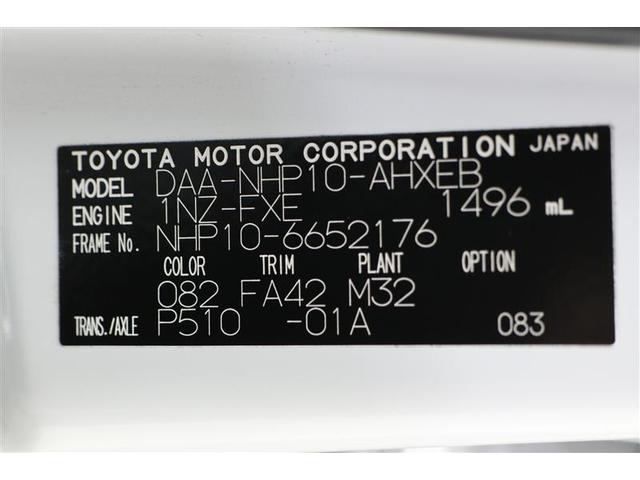 TOYOTA MOTOR CORPORATION JAPAN
MODEL DAA-NHP10-AHXEB
ENGINE 1NZ-FXE 1496 mL
FRAME No. NHP10-6652176
COLOR TRIM PLANT OPTION
082 FA42 M32
TRANS./AXLE P510 -01A 083